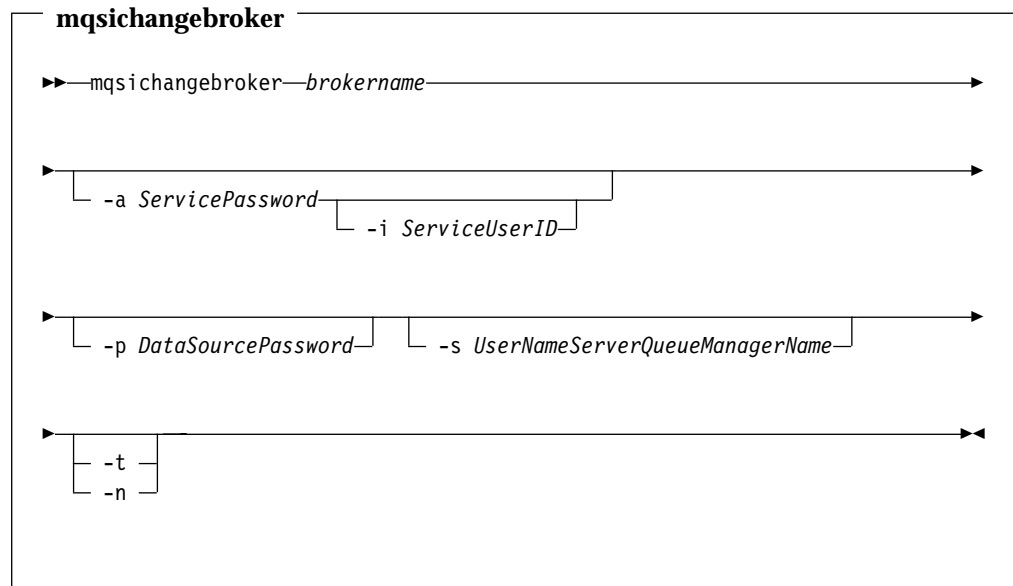 mqsichangebroker
mqsichangebroker brokername
-a ServicePassword
-i ServiceUserID
-p DataSourcePassword -s UserNameServerQueueManagerName
-t
-n